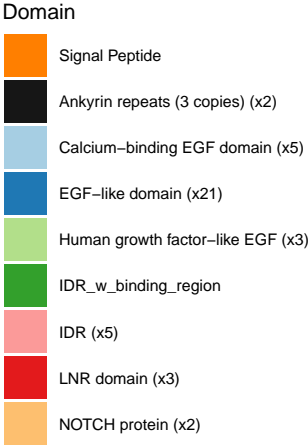 Domain
Signal Peptide
Ankyrin repeats (3 copies) (x2)
Calcium−binding EGF domain (x5)
EGF−like domain (x21)
Human growth factor−like EGF (x3)
IDR_w_binding_region
IDR (x5)
LNR domain (x3)
NOTCH protein (x2)